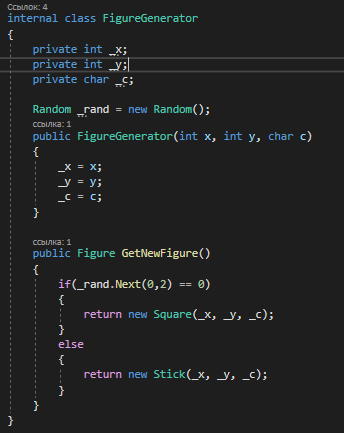 Ссылок: 4
internal class FigureGenerator
{
    private int _x;
    private int _y;
    private char _c;

    Random _rand = new Random();
    ссылка: 1
    public FigureGenerator(int x, int y, char c)
    {
        _x = x;
        _y = y;
        _c = c;
    }

    ссылка: 1
    public Figure GetNewFigure()
    {
        if(_rand.Next(0,2) == 0)
        {
            return new Square(_x, _y, _c);
        }
        else
        {
            return new Stick(_x, _y, _c);
        }
    }
}